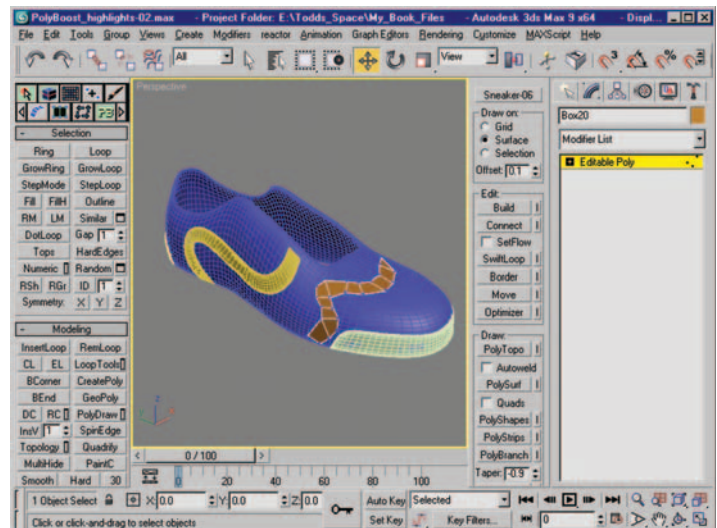 PolyBoost_highlights-02.max - Project Folder: E:\Todds_Space\My_Book_Files - Autodesk 3ds Max 9 x64 - Displ...
File Edit Tools Group Views Create Modifiers reactor Animation Graph Editors Rendering Customize MAXScript Help
All View
Perspective
- Selection
Ring Loop
GrowRing GrowLoop
StepMode StepLoop
Fill FillH Outline
RM LM Similar
DotLoop Gap 1
Tops HardEdges
Numeric Random
RSh RGr ID 1
Symmetry: X Y Z
- Modeling
InsertLoop RemLoop
CL EL LoopTools
BCorner CreatePoly
BEnd GeoPoly
DC RC PolyDraw
InsV 1 SpinEdge
Topology Quadrify
MultiHide PaintC
Smooth Hard 30
z
y
x
Sneaker-06
Draw on:
Grid
Surface
Selection
Offset: 0.1
Edit:
Build
Connect
SetFlow
SwiftLoop
Border
Move
Optimizer
Draw:
PolyTopo
Autoweld
PolySurf
Quads
PolyShapes
PolyStrips
PolyBranch
Taper: -0.9
Box20
Modifier List
Editable Poly
< 0 / 100 >
0 20 40 60 80 100
1 Object Select X: 0.0 Y: 0.0 Z: 0.0 Auto Key Selected
Click or click-and-drag to select objects Set Key Key Filters... 0